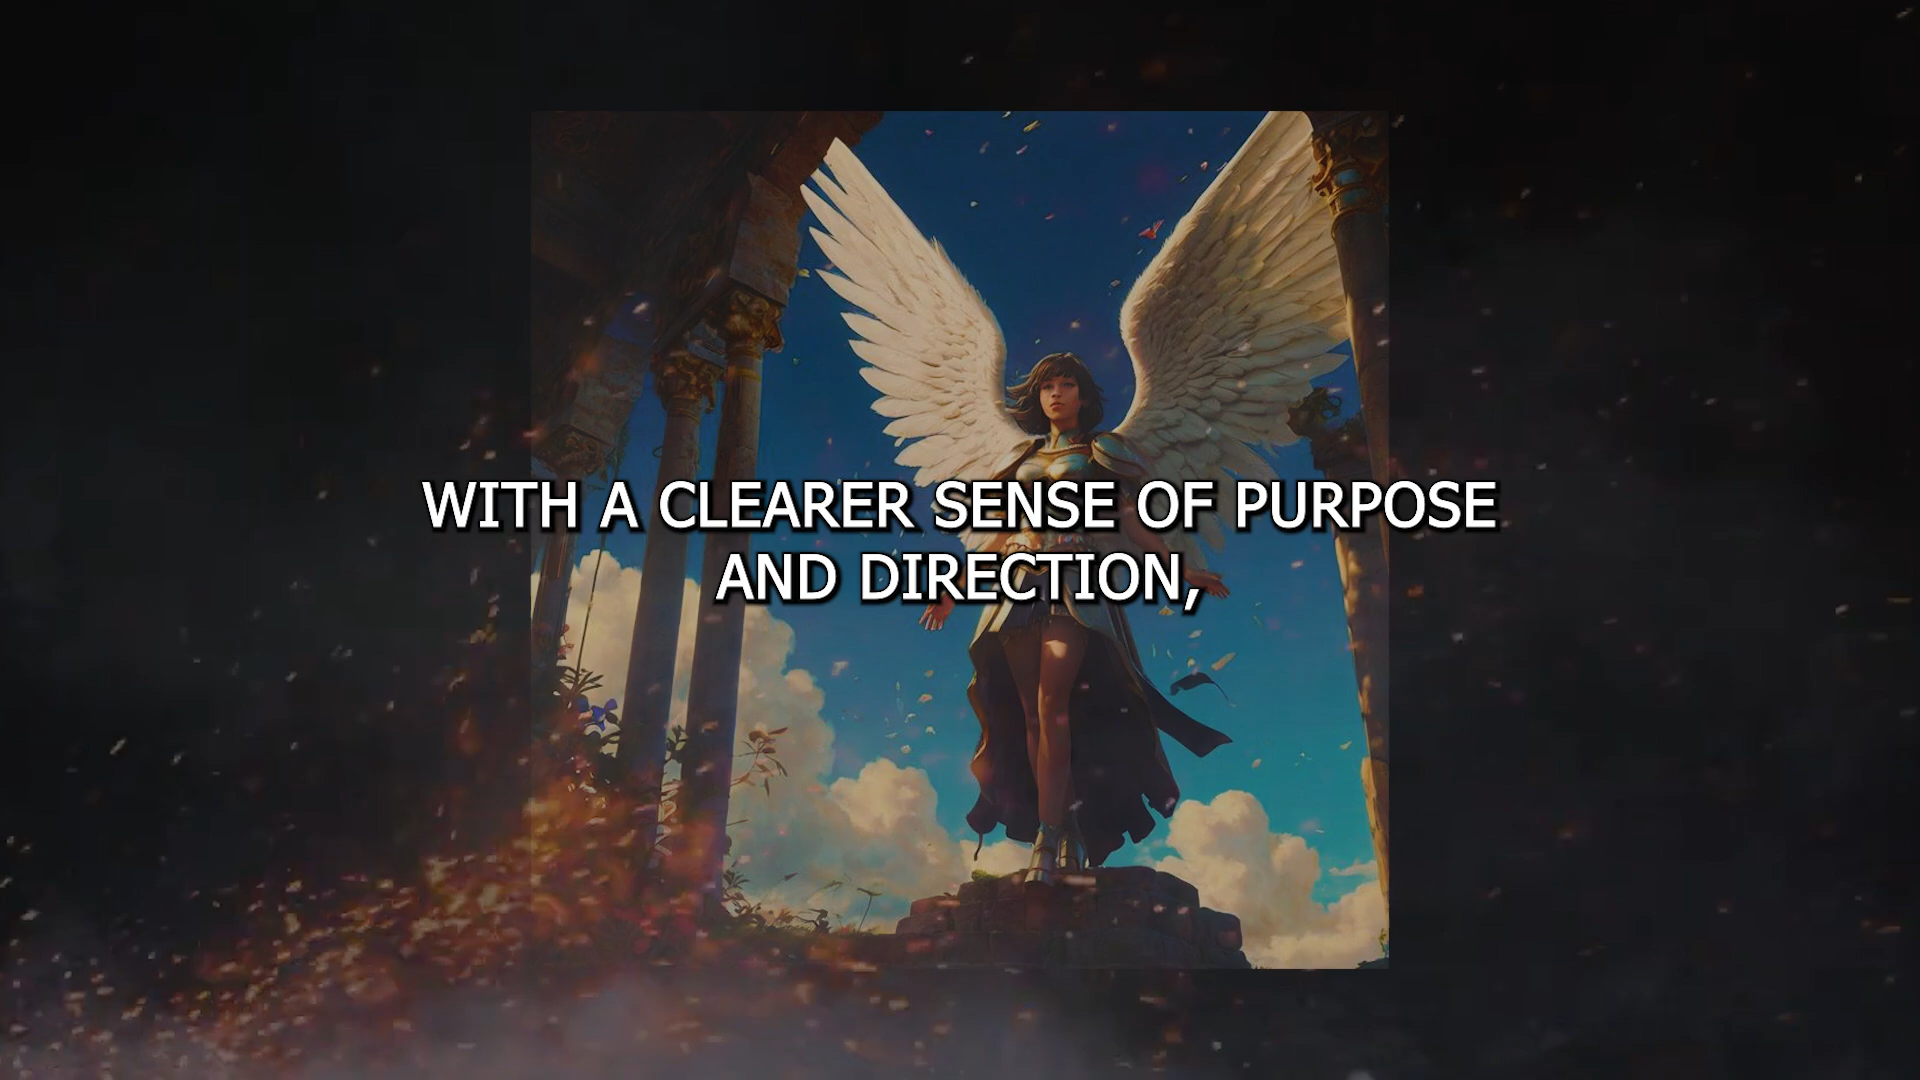 WITH A CLEARER SENSE OF PURPOSE
AND DIRECTION,